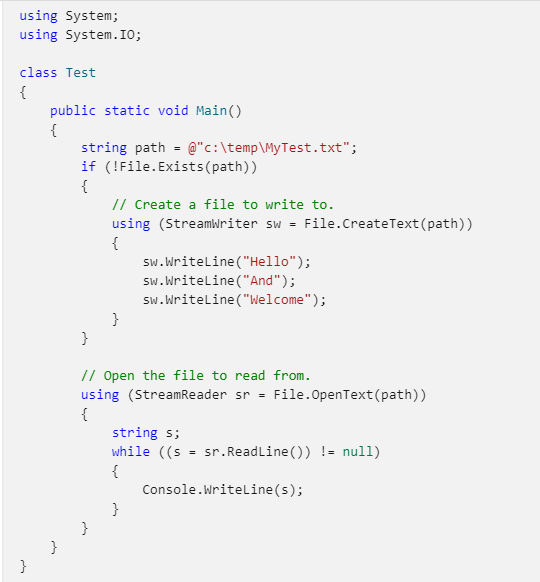 using System;
using System.IO;

class Test
{
    public static void Main()
    {
        string path = @"c:\temp\MyTest.txt";
        if (!File.Exists(path))
        {
            // Create a file to write to.
            using (StreamWriter sw = File.CreateText(path))
            {
                sw.WriteLine("Hello");
                sw.WriteLine("And");
                sw.WriteLine("Welcome");
            }
        }

        // Open the file to read from.
        using (StreamReader sr = File.OpenText(path))
        {
            string s;
            while ((s = sr.ReadLine()) != null)
            {
                Console.WriteLine(s);
            }
        }
    }
}